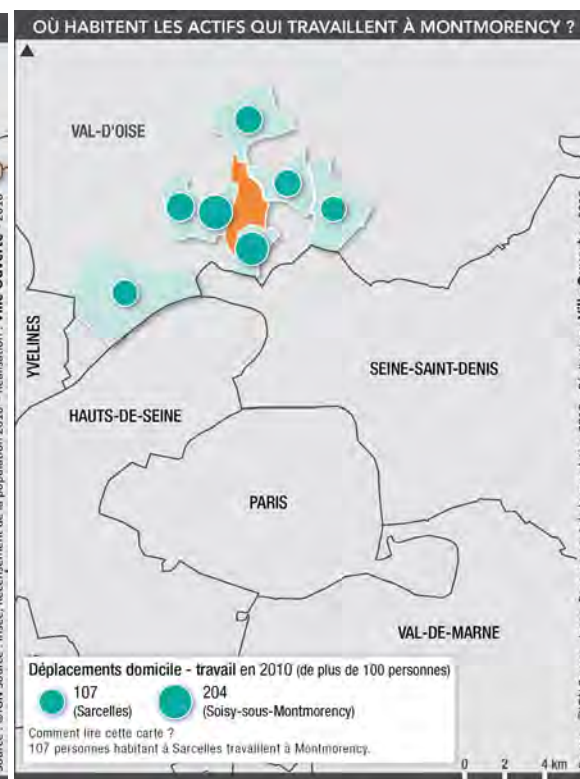 OÙ HABITENT LES ACTIFS QUI TRAVAILLENT À MONTMORENCY ?
VAL-D'OISE
YVELINES
SEINE-SAINT-DENIS
HAUTS-DE-SEINE
PARIS
VAL-DE-MARNE
Déplacements domicile - travail en 2010 (de plus de 100 personnes)
107
(Sarcelles)
204
(Soisy-sous-Montmorency)
Comment lire cette carte ?
107 personnes habitant à Sarcelles travaillent à Montmorency.
0 2 4 km